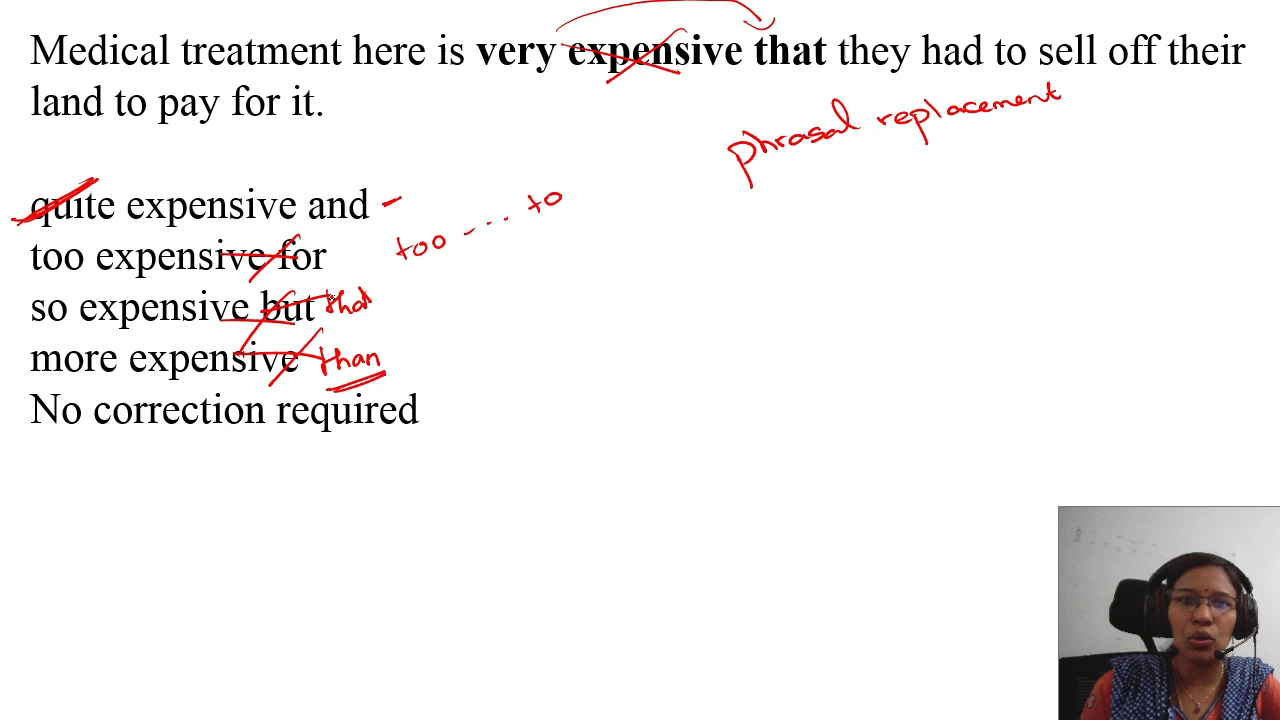 Medical treatment here is very expensive that they had to sell off their
land to pay for it.
phrasal replacement
quite expensive and -
too ... to
too expensive for
so expensive but that
more expensive than
No correction required